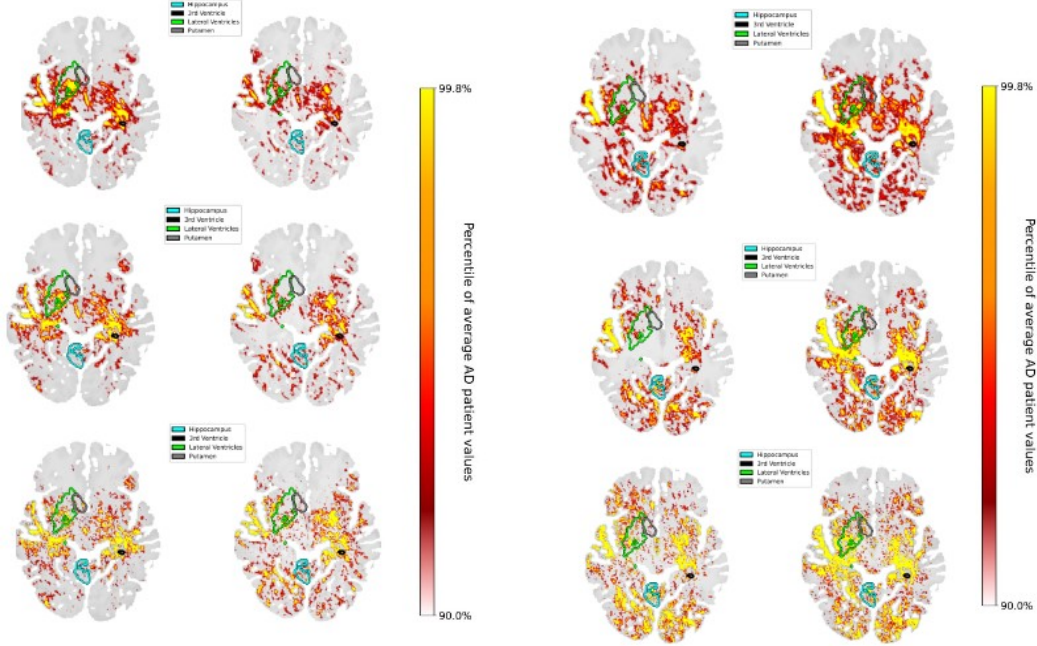 Hippocampus
3rd Ventricle
Lateral Ventricles
Putamen
Hippocampus
3rd Ventricle
Lateral Ventricles
Putamen
99.8%
99.8%
Percentile of average AD patient values
Percentile of average AD patient values
Hippocampus
3rd Ventricle
Lateral Ventricles
Putamen
Hippocampus
3rd Ventricle
Lateral Ventricles
Putamen
Hippocampus
3rd Ventricle
Lateral Ventricles
Putamen
Hippocampus
3rd Ventricle
Lateral Ventricles
Putamen
90.0%
90.0%